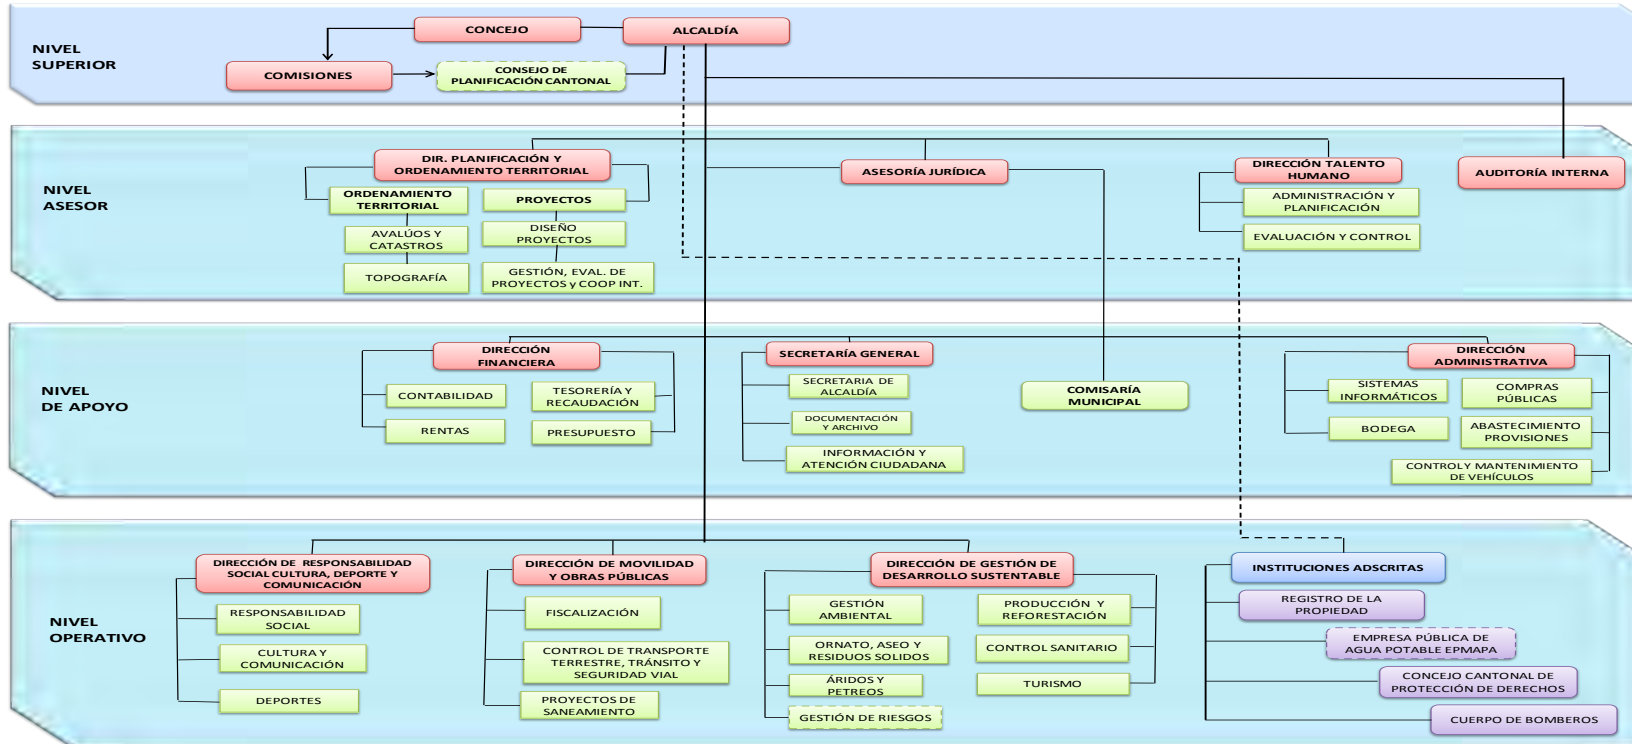 NIVEL
SUPERIOR
CONCEJO
ALCALDÍA
COMISIONES
CONSEJO DE
PLANIFICACIÓN CANTONAL
NIVEL
ASESOR
DIR. PLANIFICACIÓN Y
ORDENAMIENTO TERRITORIAL
ORDENAMIENTO
TERRITORIAL
AVALÚOS Y
CATASTROS
TOPOGRAFÍA
PROYECTOS
DISEÑO
PROYECTOS
GESTIÓN, EVAL. DE
PROYECTOS y COOP INT.
ASESORÍA JURÍDICA
DIRECCIÓN TALENTO
HUMANO
ADMINISTRACIÓN Y
PLANIFICACIÓN
EVALUACIÓN Y CONTROL
AUDITORÍA INTERNA
NIVEL
DE APOYO
DIRECCIÓN
FINANCIERA
CONTABILIDAD
RENTAS
TESORERÍA Y
RECAUDACIÓN
PRESUPUESTO
SECRETARÍA GENERAL
SECRETARIA DE
ALCALDÍA
DOCUMENTACIÓN
Y ARCHIVO
INFORMACIÓN Y
ATENCIÓN CIUDADANA
COMISARÍA
MUNICIPAL
DIRECCIÓN
ADMINISTRATIVA
SISTEMAS
INFORMÁTICOS
BODEGA
COMPRAS
PÚBLICAS
ABASTECIMIENTO
PROVISIONES
CONTROL Y MANTENIMIENTO
DE VEHÍCULOS
NIVEL
OPERATIVO
DIRECCIÓN DE RESPONSABILIDAD
SOCIAL CULTURA, DEPORTE Y
COMUNICACIÓN
RESPONSABILIDAD
SOCIAL
CULTURA Y
COMUNICACIÓN
DEPORTES
DIRECCIÓN DE MOVILIDAD
Y OBRAS PÚBLICAS
FISCALIZACIÓN
CONTROL DE TRANSPORTE
TERRESTRE, TRÁNSITO Y
SEGURIDAD VIAL
PROYECTOS DE
SANEAMIENTO
DIRECCIÓN DE GESTIÓN DE
DESARROLLO SUSTENTABLE
GESTIÓN
AMBIENTAL
ORNATO, ASEO Y
RESIDUOS SOLIDOS
ÁRIDOS Y
PETREOS
GESTIÓN DE RIESGOS
PRODUCCIÓN Y
REFORESTACIÓN
CONTROL SANITARIO
TURISMO
INSTITUCIONES ADSCRITAS
REGISTRO DE LA
PROPIEDAD
EMPRESA PÚBLICA DE
AGUA POTABLE EPMAPA
CONCEJO CANTONAL DE
PROTECCIÓN DE DERECHOS
CUERPO DE BOMBEROS